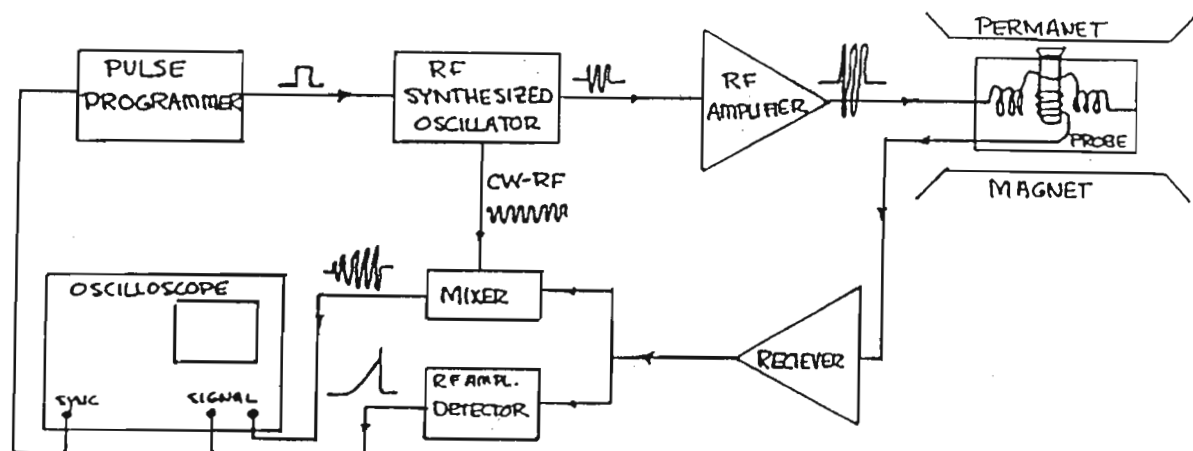 PERMANET
PULSE
PROGRAMMER
RF
SYNTHESIZED
OSCILLATOR
RF
AMPLIFIER
PROBE
MAGNET
CW-RF
OSCILLOSCOPE
MIXER
RECIEVER
RF AMPL.
DETECTOR
SYNC
SIGNAL